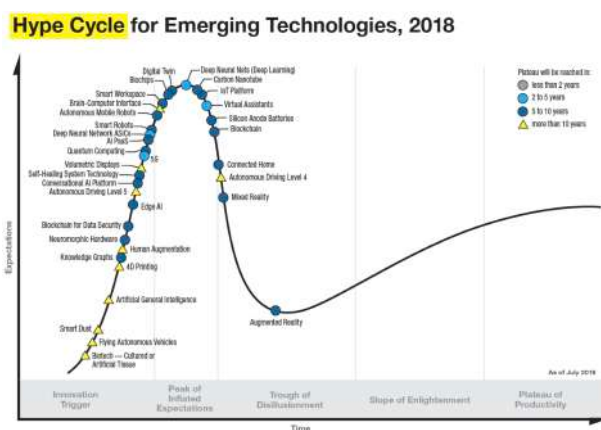 Hype Cycle for Emerging Technologies, 2018
Plateau will be reached in:
less than 2 years
2 to 5 years
5 to 10 years
more than 10 years
Expectations
Digital Twin
Biochips
Smart Workspace
Brain-Computer Interface
Autonomous Mobile Robots
Smart Robots
Deep Neural Network ASICs
AI PaaS
Quantum Computing
5G
Volumetric Displays
Self-Healing System Technology
Conversational AI Platform
Autonomous Driving Level 5
Edge AI
Blockchain for Data Security
Neuromorphic Hardware
Human Augmentation
Knowledge Graphs
4D Printing
Artificial General Intelligence
Smart Dust
Flying Autonomous Vehicles
Biotech — Cultured or
Artificial Tissue
Deep Neural Nets (Deep Learning)
Carbon Nanotube
IoT Platform
Virtual Assistants
Silicon Anode Batteries
Blockchain
Connected Home
Autonomous Driving Level 4
Mixed Reality
Augmented Reality
As of July 2018
Innovation
Trigger
Peak of
Inflated
Expectations
Trough of
Disillusionment
Slope of Enlightenment
Plateau of
Productivity
Time